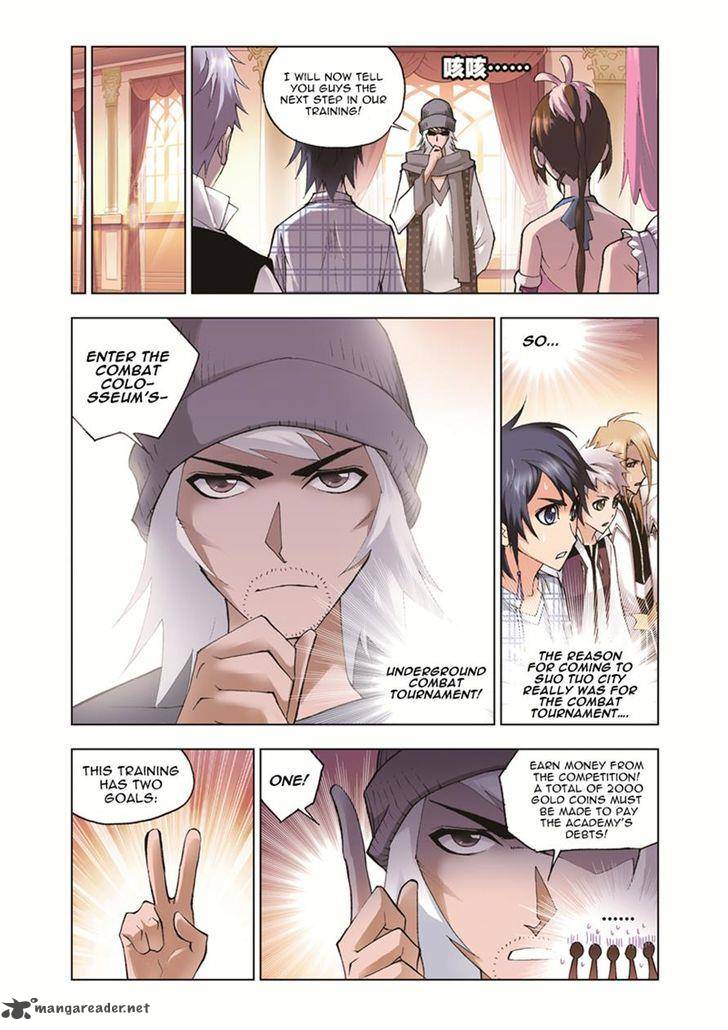 I WILL NOW TELL
YOU GUYS THE
NEXT STEP IN OUR
TRAINING!
咳咳……
ENTER THE
COMBAT
COLO-
SSEUM'S-
UNDERGROUND
COMBAT
TOURNAMENT!
SO...
THE REASON
FOR COMING TO
SUO TUO CITY
REALLY WAS FOR
THE COMBAT
TOURNAMENT....
THIS TRAINING
HAS TWO
GOALS:
ONE!
EARN MONEY FROM
THE COMPETITION!
A TOTAL OF 2000
GOLD COINS MUST
BE MADE TO PAY
THE ACADEMY'S
DEBTS!
……
mangareader.net